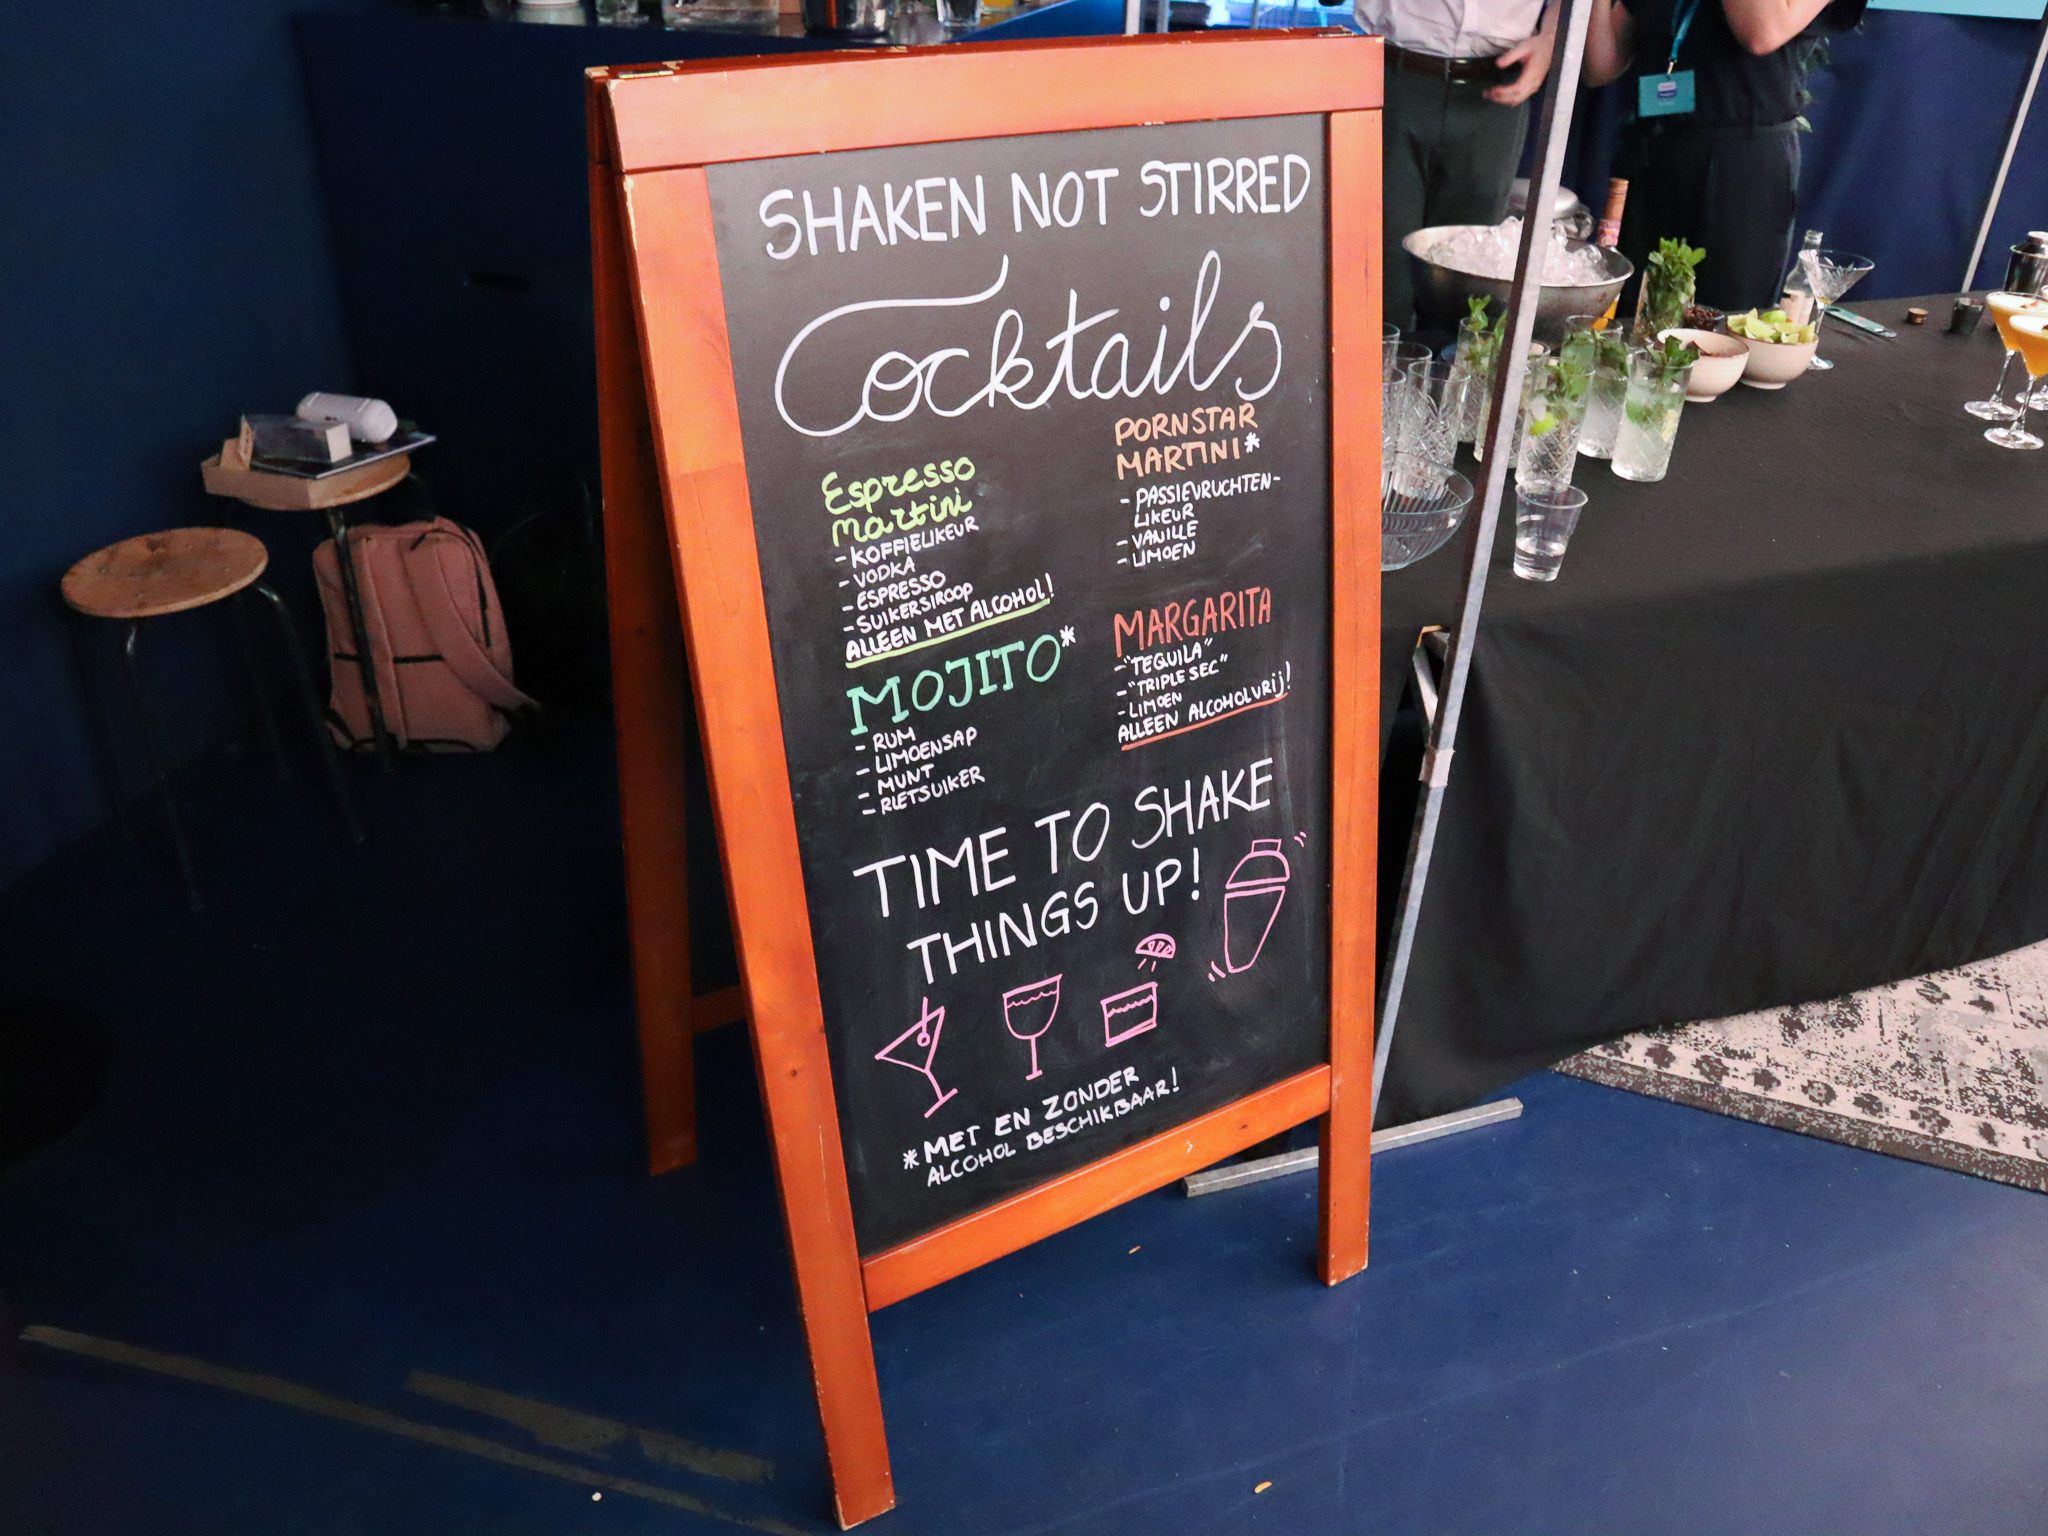 SHAKEN NOT STIRRED
Cocktails
Espresso
Martini
- KOFFIELIKEUR
- VODKA
- ESPRESSO
- SUIKERSIROOP
ALLEEN MET ALCOHOL!
MOJITO*
- RUM
- LIMOENSAP
- MUNT
- RIETSUIKER
PORNSTAR
MARTINI*
- PASSIEVRUCHTEN-
LIKEUR
- VANILLE
- LIMOEN
MARGARITA
- "TEQUILA"
- "TRIPLE SEC"
- LIMOEN
ALLEEN ALCOHOLVRIJ!
TIME TO SHAKE
THINGS UP!
*MET EN ZONDER
ALCOHOL BESCHIKBAAR!